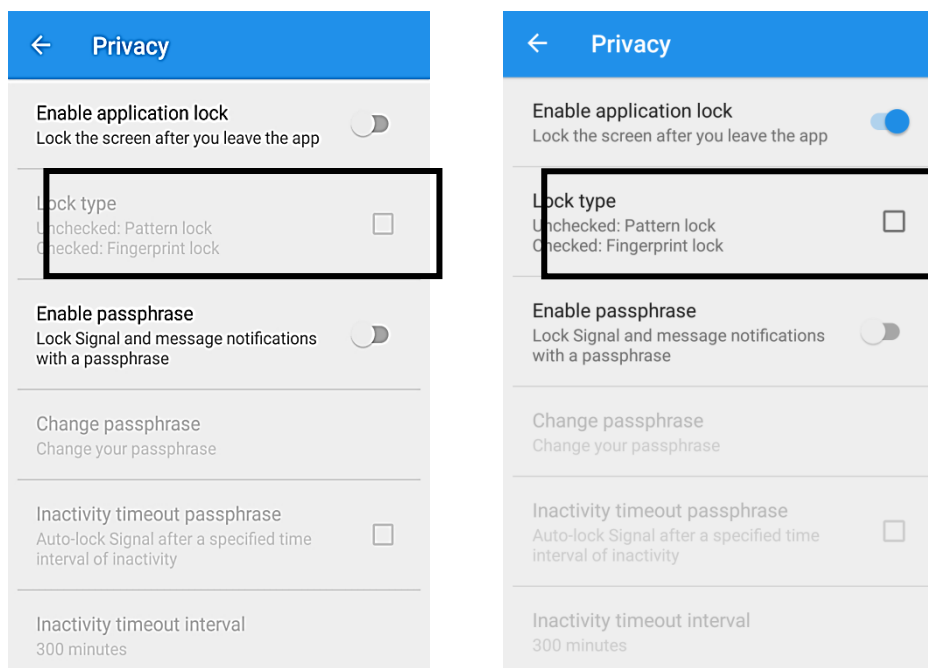 Privacy
Enable application lock
Lock the screen after you leave the app
Lock type
Unchecked: Pattern lock
Checked: Fingerprint lock
Enable passphrase
Lock Signal and message notifications
with a passphrase
Change passphrase
Change your passphrase
Inactivity timeout passphrase
Auto-lock Signal after a specified time
interval of inactivity
Inactivity timeout interval
300 minutes
Privacy
Enable application lock
Lock the screen after you leave the app
Lock type
Unchecked: Pattern lock
Checked: Fingerprint lock
Enable passphrase
Lock Signal and message notifications
with a passphrase
Change passphrase
Change your passphrase
Inactivity timeout passphrase
Auto-lock Signal after a specified time
interval of inactivity
Inactivity timeout interval
300 minutes